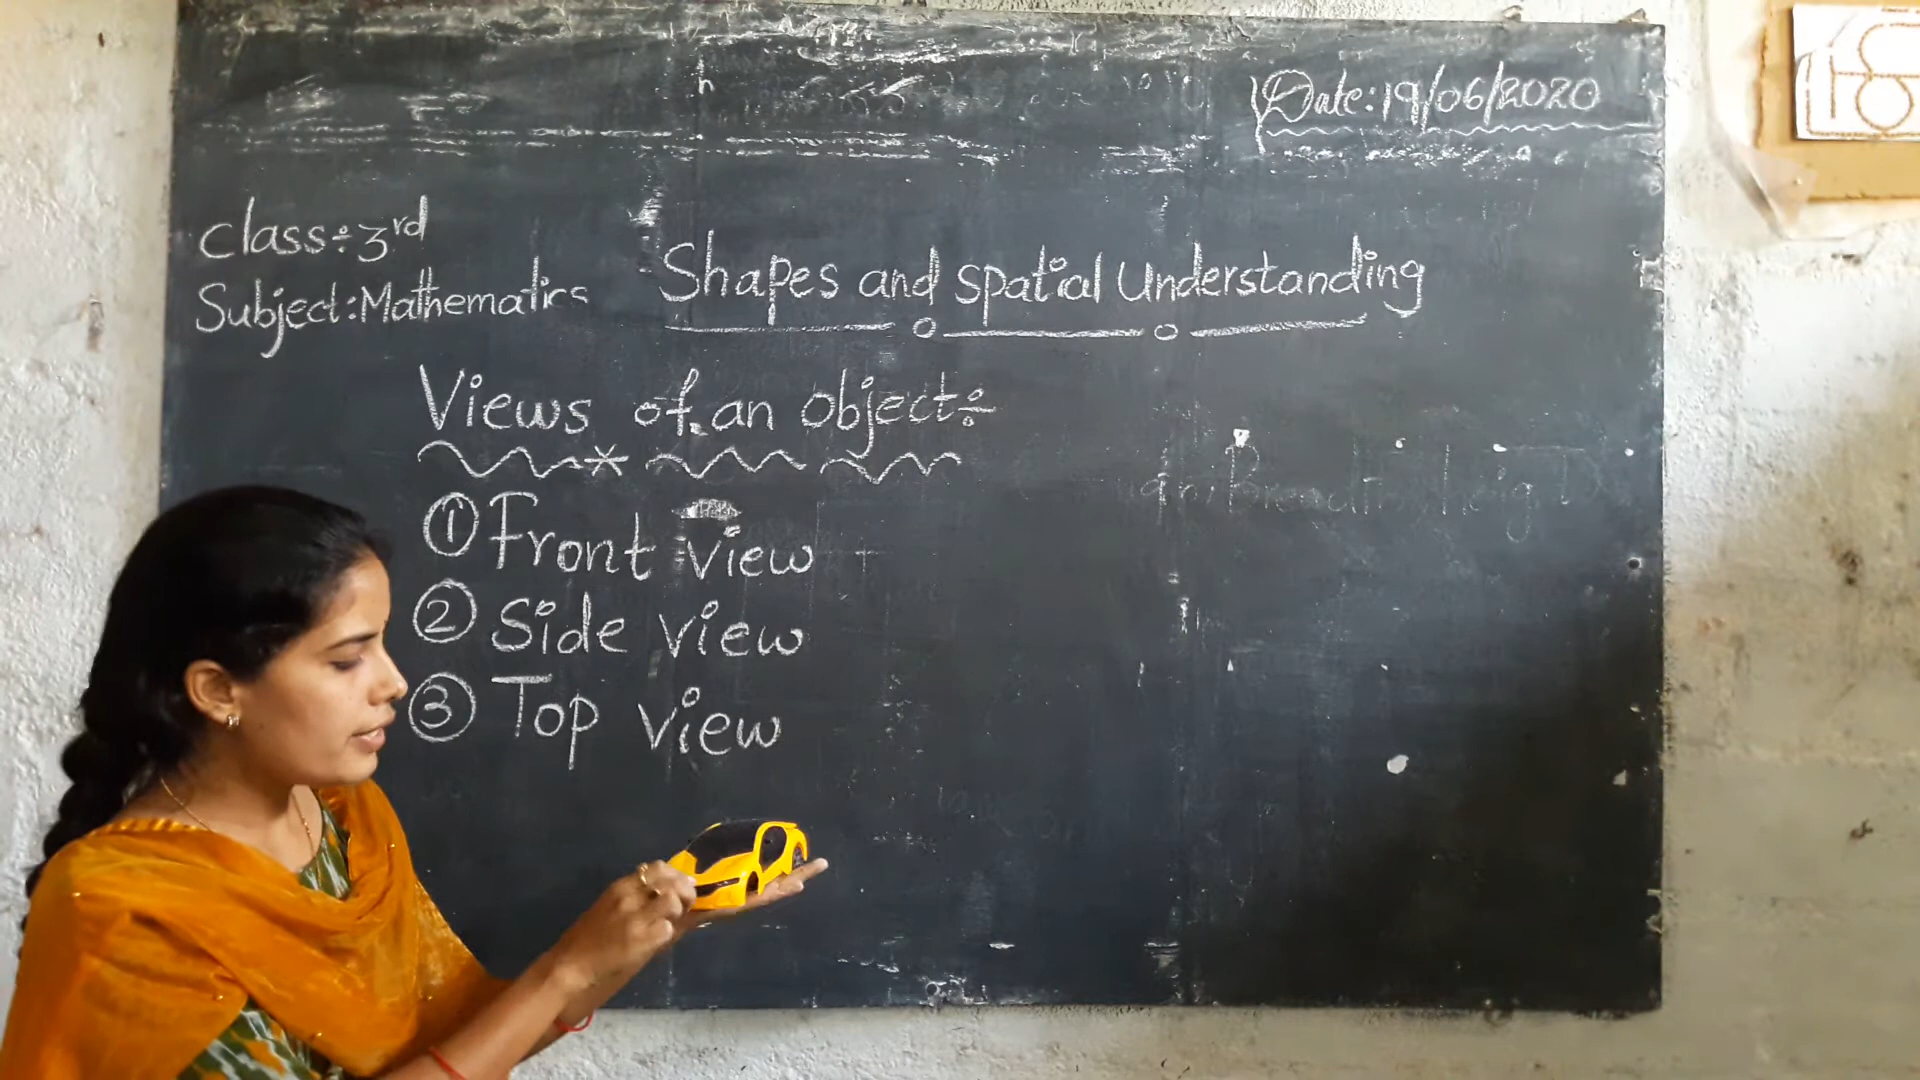 Date:19/06/2020
Class÷3rd
Subject:Mathematics
Shapes and spatial Understanding
Views of an object÷
① Front view
② Side view
③ Top view